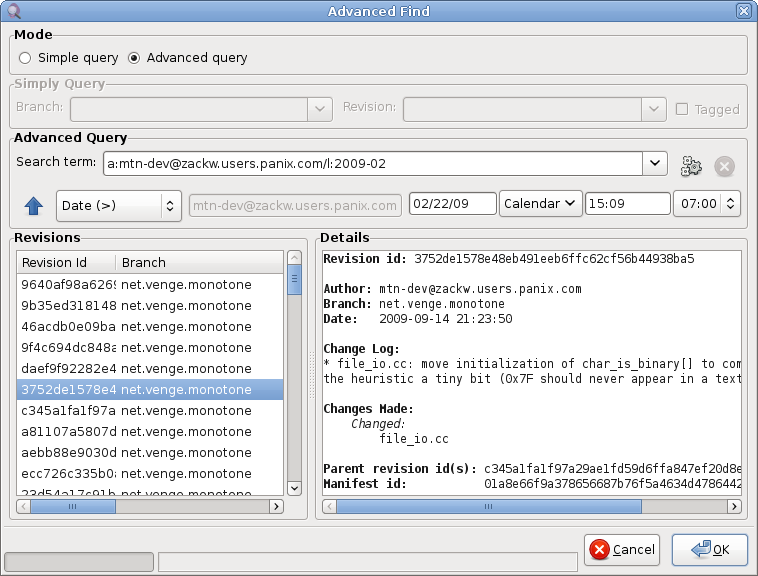 Advanced Find
Mode
Simple query Advanced query
Simply Query
Branch: Revision: Tagged
Advanced Query
Search term: a:mtn-dev@zackw.users.panix.com/l:2009-02
Date (>) mtn-dev@zackw.users.panix.com 02/22/09 Calendar 15:09 07:00
Revisions
Revision Id Branch
9640af98a6269 net.venge.monotone
9b35ed318148 net.venge.monotone
46acdb0e09ba net.venge.monotone
9f4c694dc848a net.venge.monotone
daef9f92282e4 net.venge.monotone
3752de1578e4 net.venge.monotone
c345a1fa1f97a net.venge.monotone
a81107a5807d net.venge.monotone
aebb88e9030d net.venge.monotone
ecc726c335b0 net.venge.monotone
23d54a17c91b net.venge.monotone
Details
Revision id: 3752de1578e48eb491eeb6ffc62cf56b44938ba5
Author: mtn-dev@zackw.users.panix.com
Branch: net.venge.monotone
Date: 2009-09-14 21:23:50
Change Log:
* file_io.cc: move initialization of char_is_binary[] to com
the heuristic a tiny bit (0x7F should never appear in a text
Changes Made:
Changed:
file_io.cc
Parent revision id(s): c345a1fa1f97a29ae1fd59d6ffa847ef20d8e
Manifest id: 01a8e66f9a378656687b76f5a4634d4786442
Cancel OK